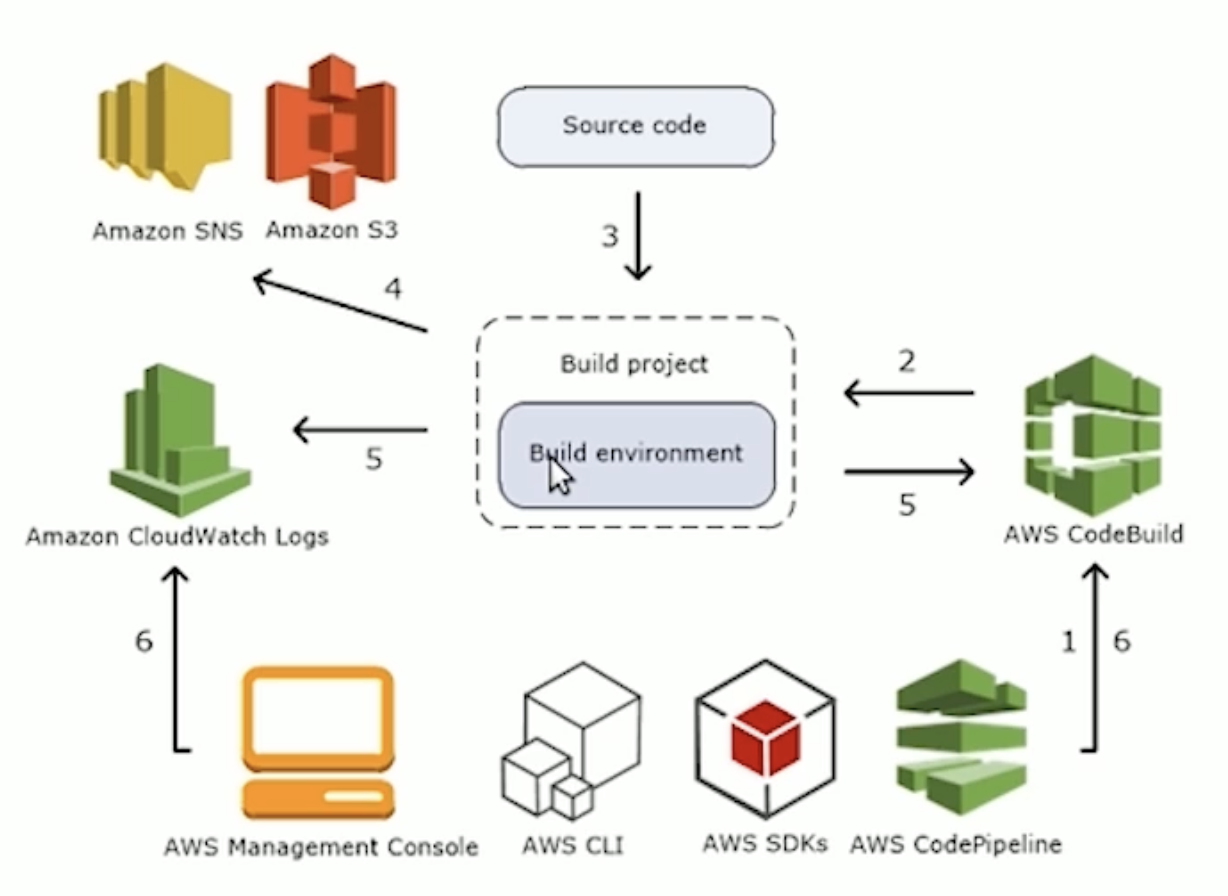 Source code
Amazon SNS
Amazon S3
3
4
Build project
2
Build environment
5
5
Amazon CloudWatch Logs
AWS CodeBuild
6
1
6
AWS Management Console
AWS CLI
AWS SDKs
AWS CodePipeline